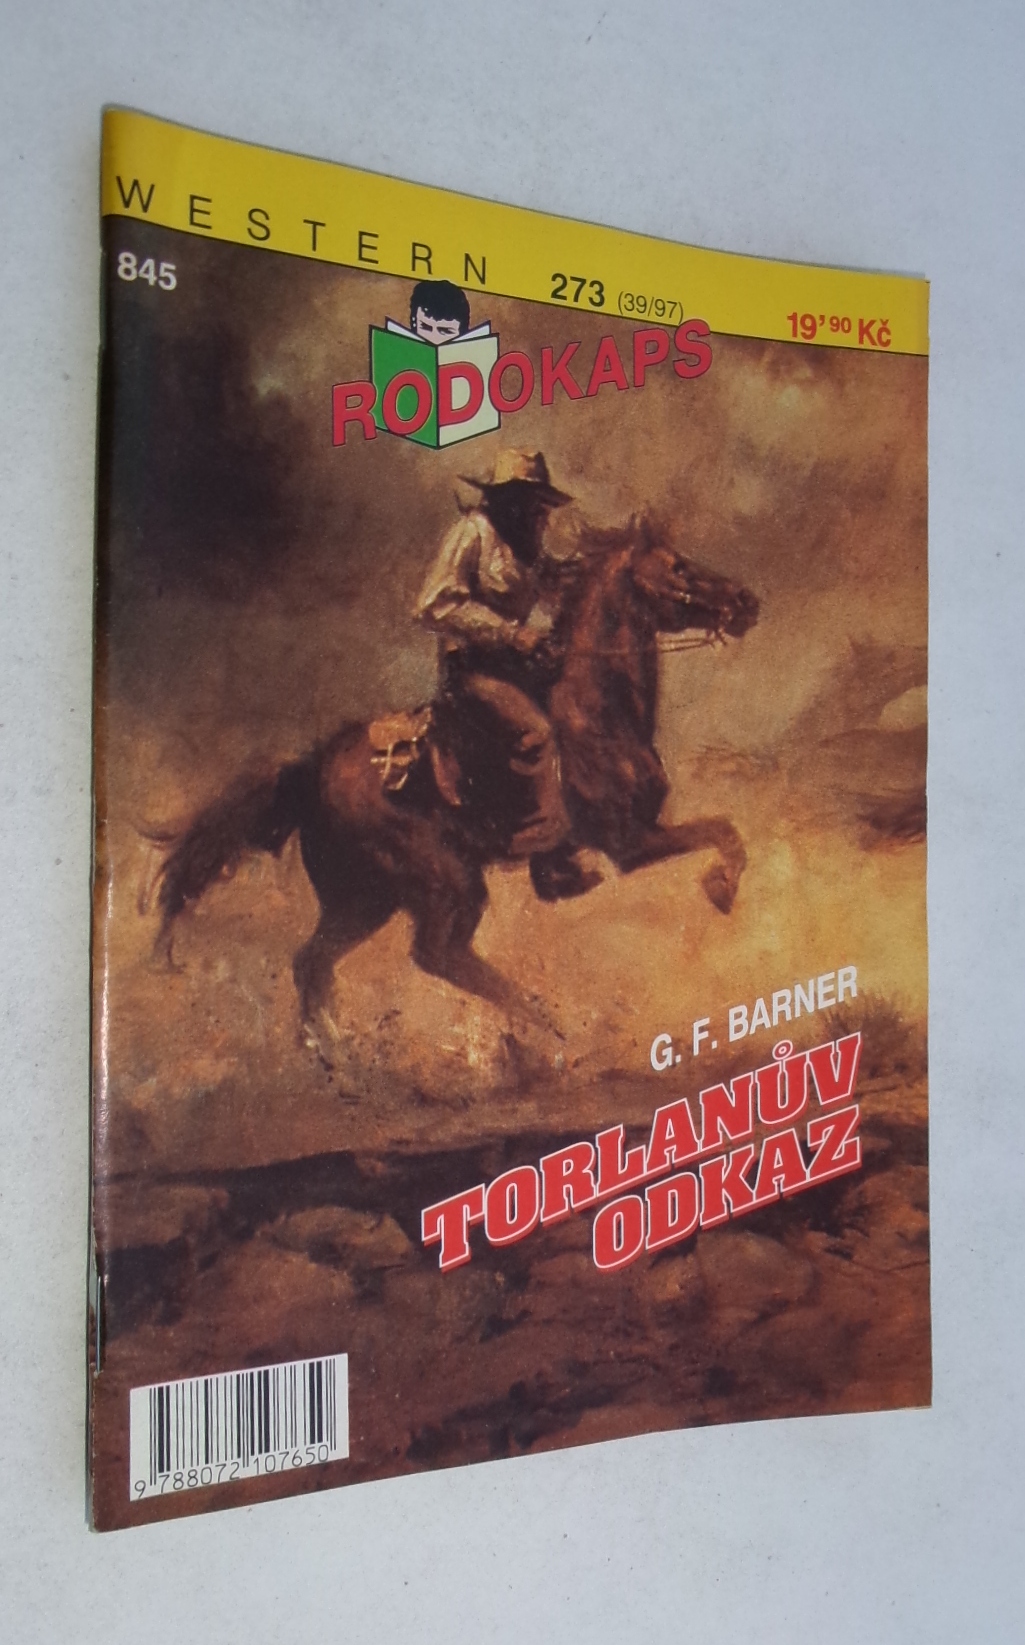 WESTERN 273 (39/97)
19’90 Kč
845
RODOKAPS
G. F. BARNER
TORLANŮV
ODKAZ
9 788072 107650